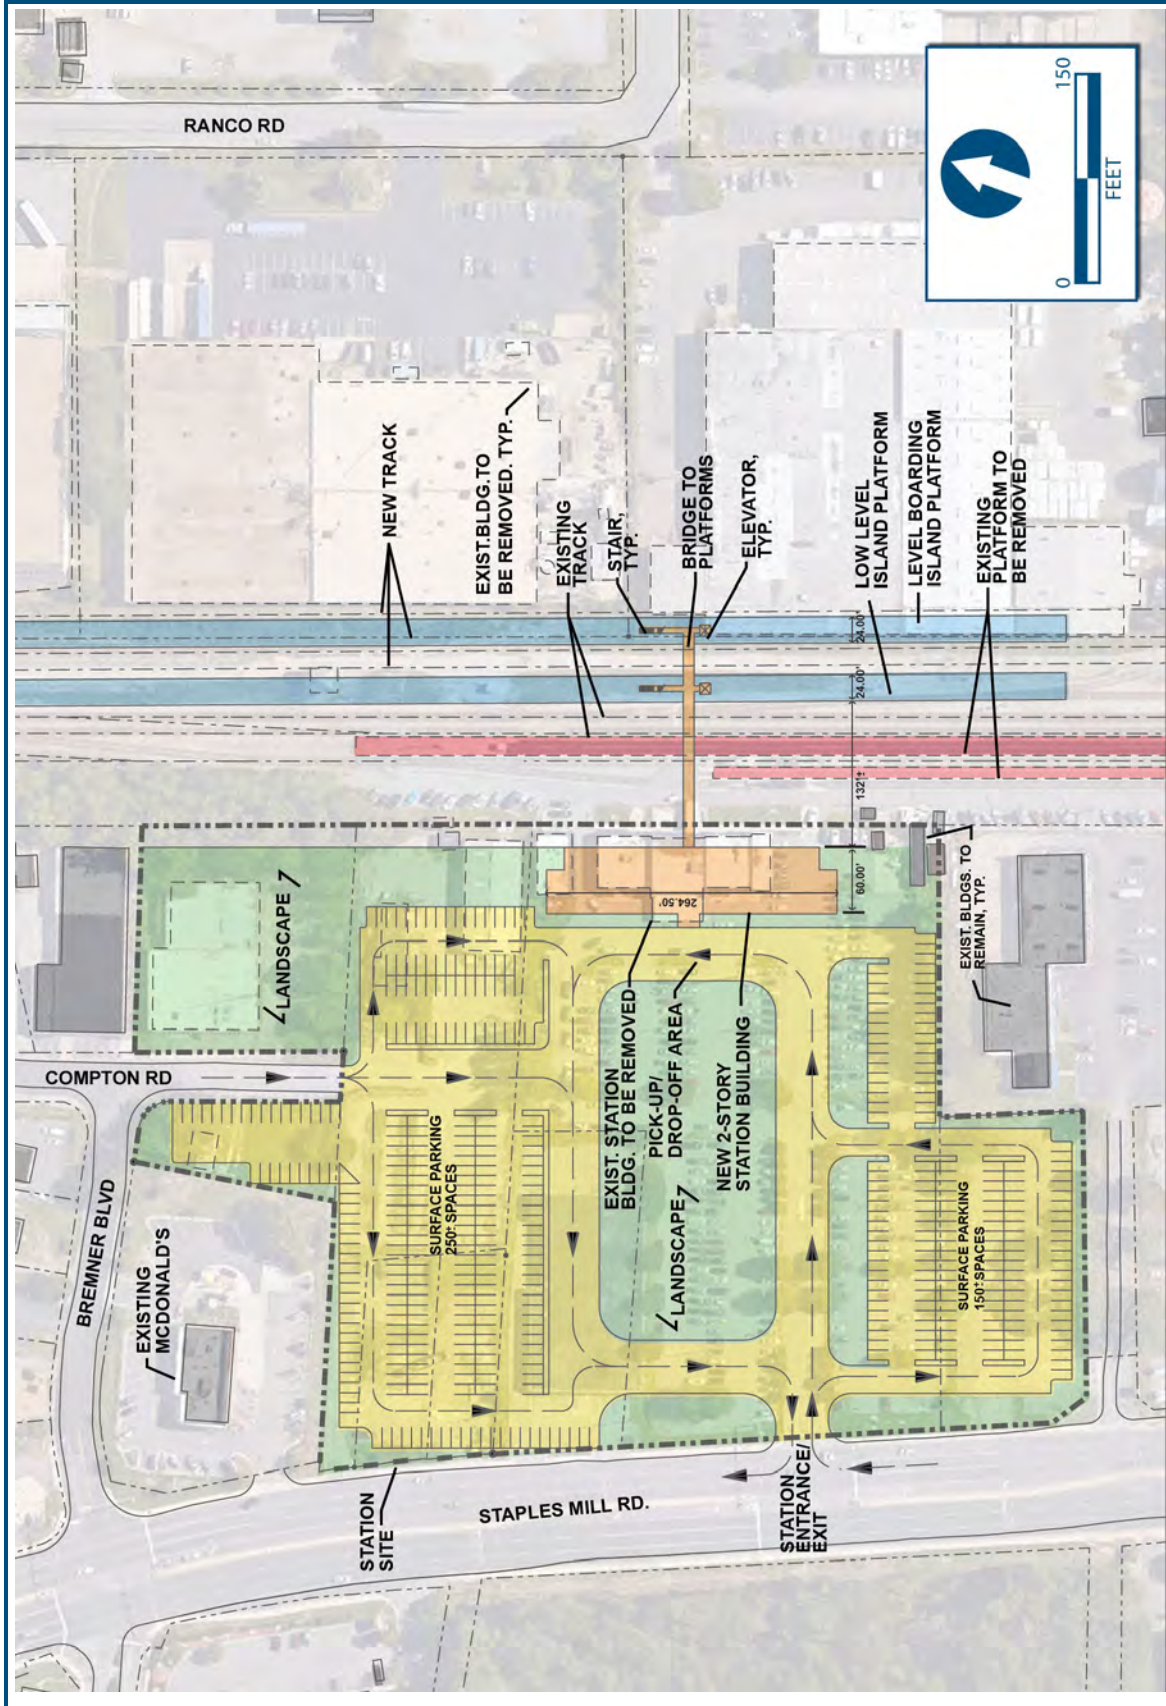 RANCO RD
150
0
FEET
NEW TRACK
EXIST.BLDG.TO
BE REMOVED. TYP.
EXISTING
TRACK
STAIR,
TYP.
BRIDGE TO
PLATFORMS
ELEVATOR,
TYP.
LOW LEVEL
ISLAND PLATFORM
LEVEL BOARDING
ISLAND PLATFORM
EXISTING
PLATFORM TO
BE REMOVED
24.00'
24.00'
132'±
60.00'
264.50'
LANDSCAPE
COMPTON RD
BREMNER BLVD
EXISTING
MCDONALD'S
SURFACE PARKING
250± SPACES
EXIST. STATION
BLDG. TO BE REMOVED
PICK-UP/
DROP-OFF AREA
NEW 2-STORY
STATION BUILDING
LANDSCAPE
EXIST. BLDGS. TO
REMAIN, TYP.
SURFACE PARKING
150± SPACES
STATION
SITE
STAPLES MILL RD.
STATION
ENTRANCE/
EXIT